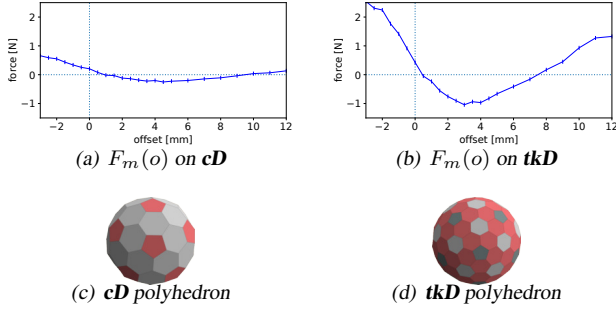 2
1
0
−1
force [N]
−2 0 2 4 6 8 10 12
offset [mm]
(a) F_m(o) on cD
2
1
0
−1
force [N]
−2 0 2 4 6 8 10 12
offset [mm]
(b) F_m(o) on tkD
(c) cD polyhedron
(d) tkD polyhedron